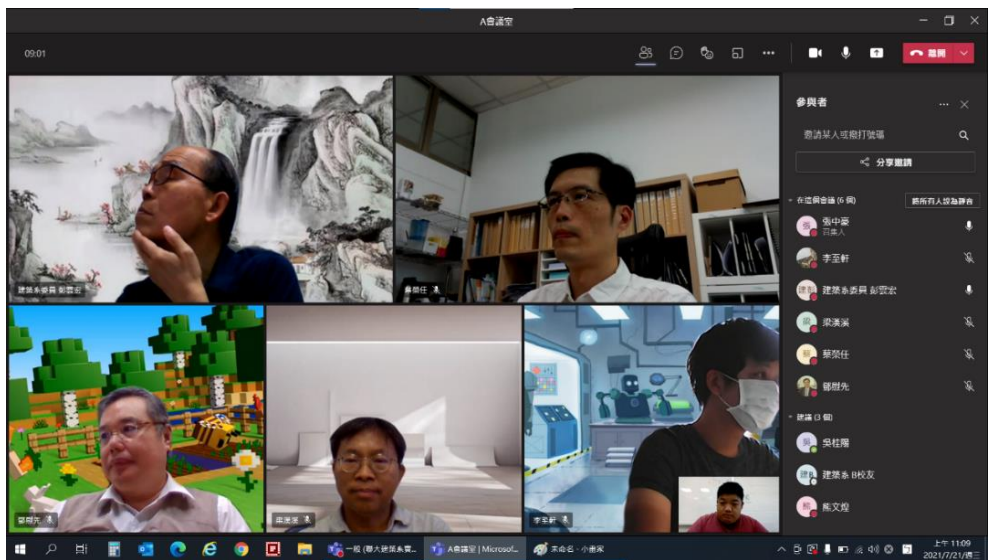 A會議室
09:01
離開
參與者
邀請某人或撥打號碼
分享邀請
在這個會議 (6 個)
將所有人設為靜音
張
張中豪
召集人
李至軒
建築系委員 彭雲宏
梁漢溪
蔡榮任
建議 (3 個)
吳桂陽
建築系 B校友
熊文煌
建築系委員 彭雲宏
蔡榮任
梁漢溪
李至軒
一般 (聯大建築系實...
A會議室 | Microsof...
未命名 - 小畫家
上午 11:09
2021/7/21/週三